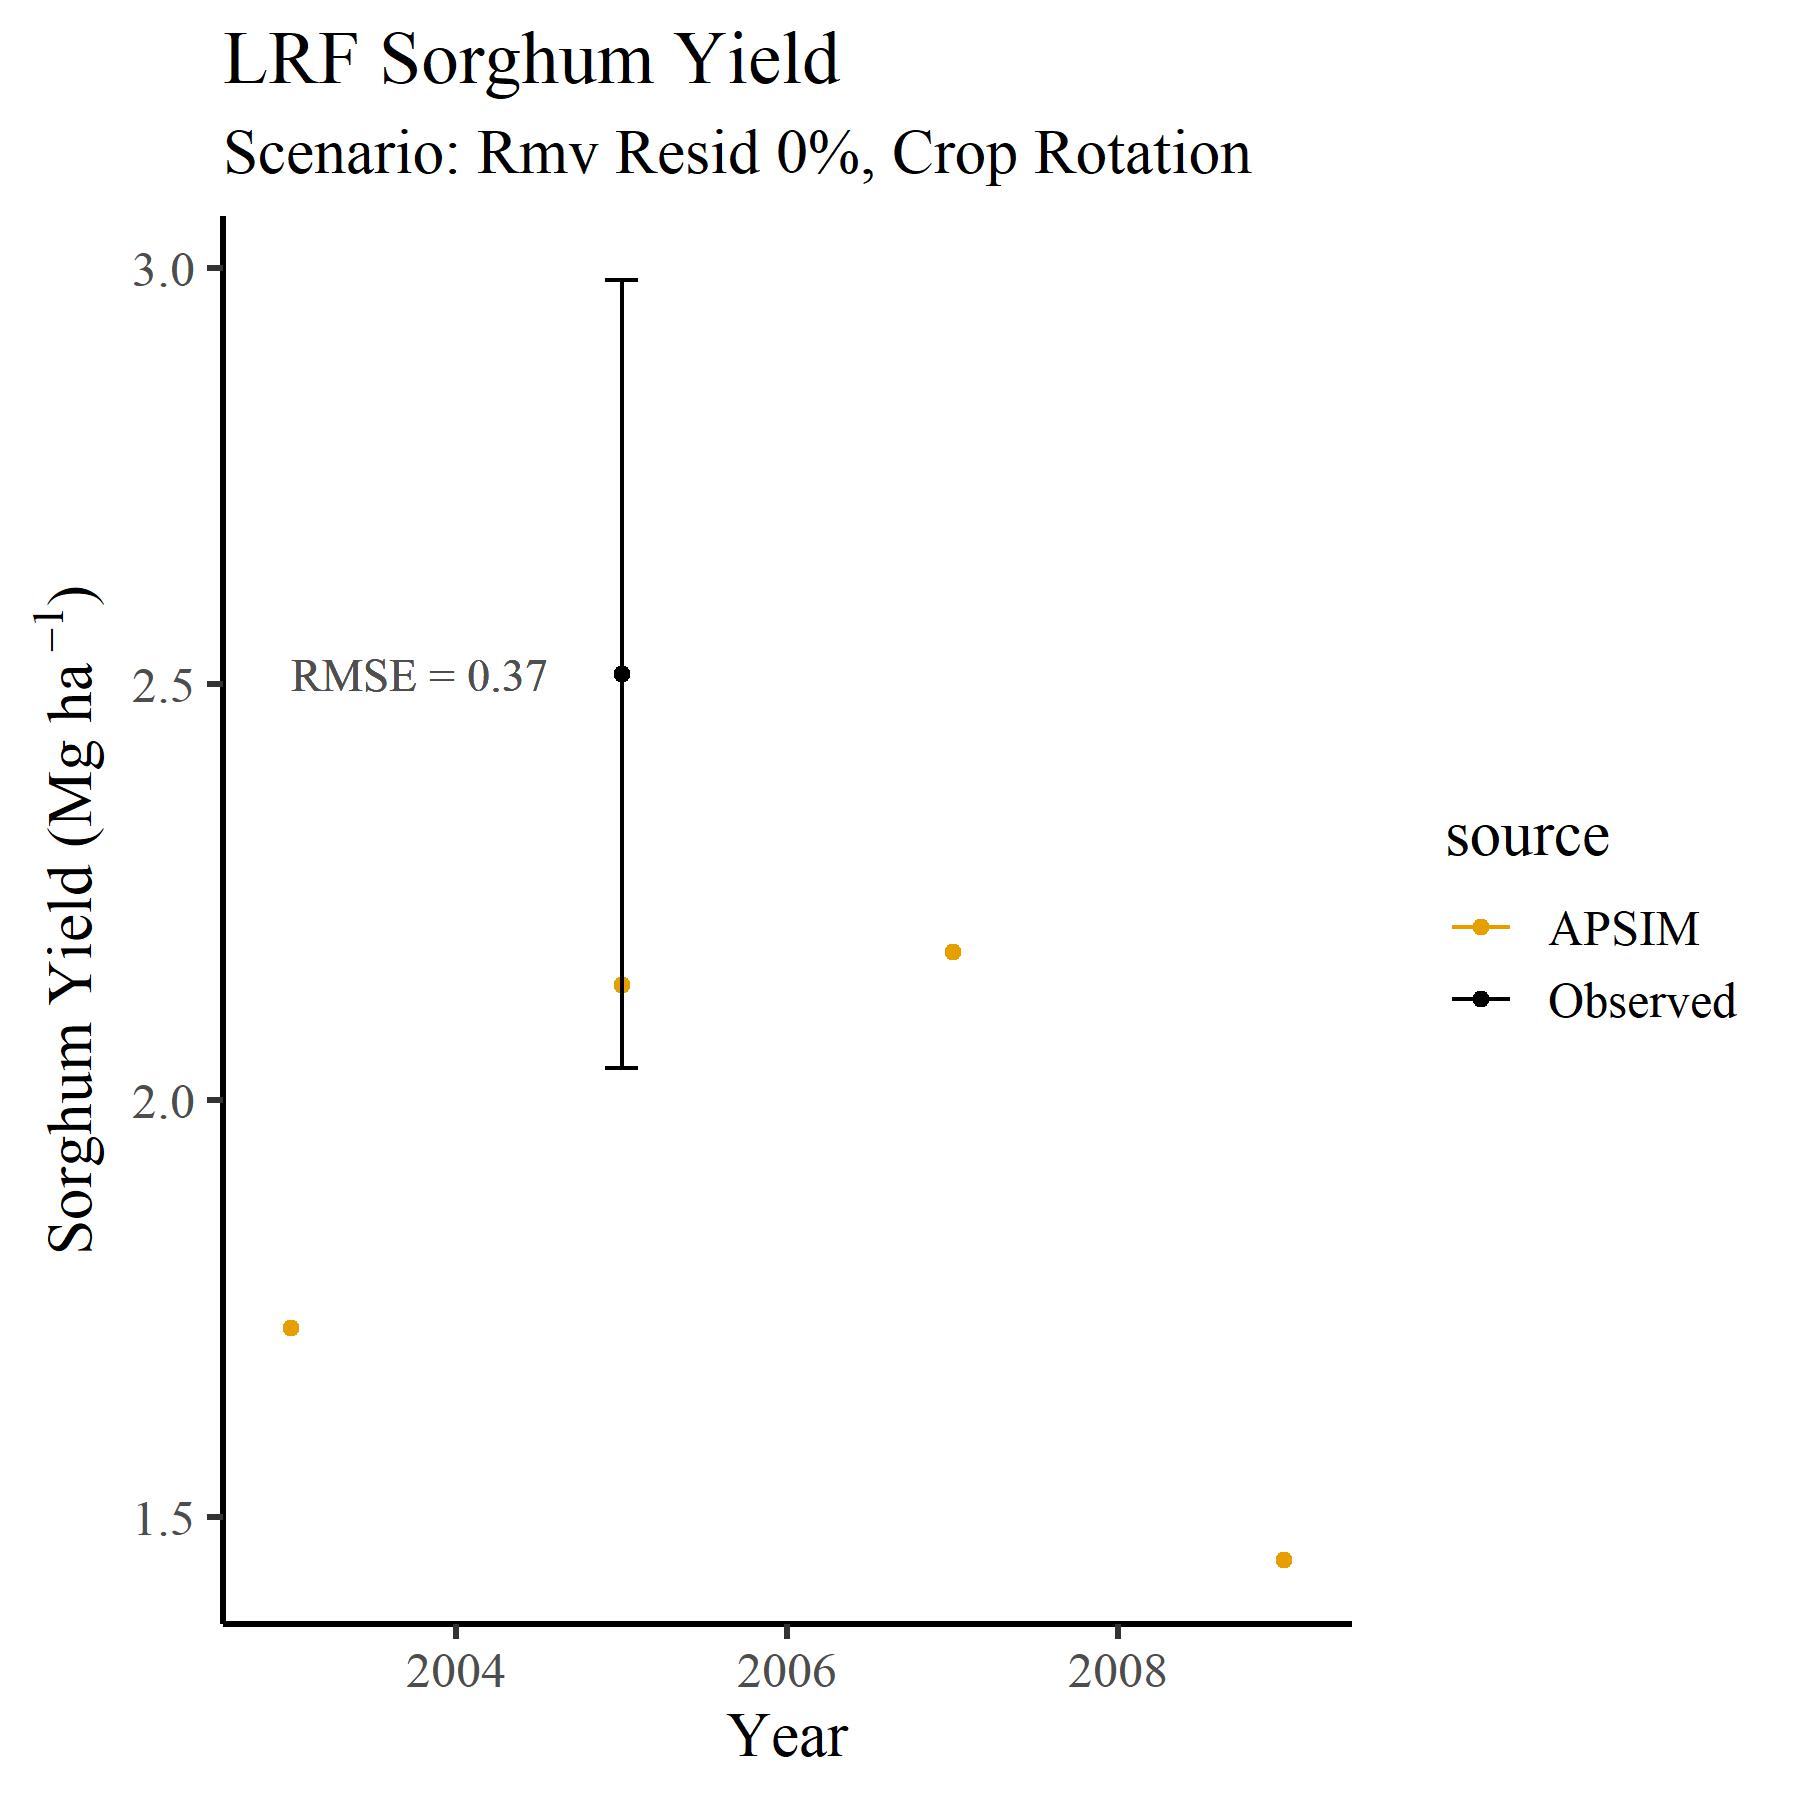 LRF Sorghum Yield
Scenario: Rmv Resid 0%, Crop Rotation
Sorghum Yield (Mg ha⁻¹)
3.0
2.5
2.0
1.5
RMSE = 0.37
2004
2006
2008
Year
source
APSIM
Observed